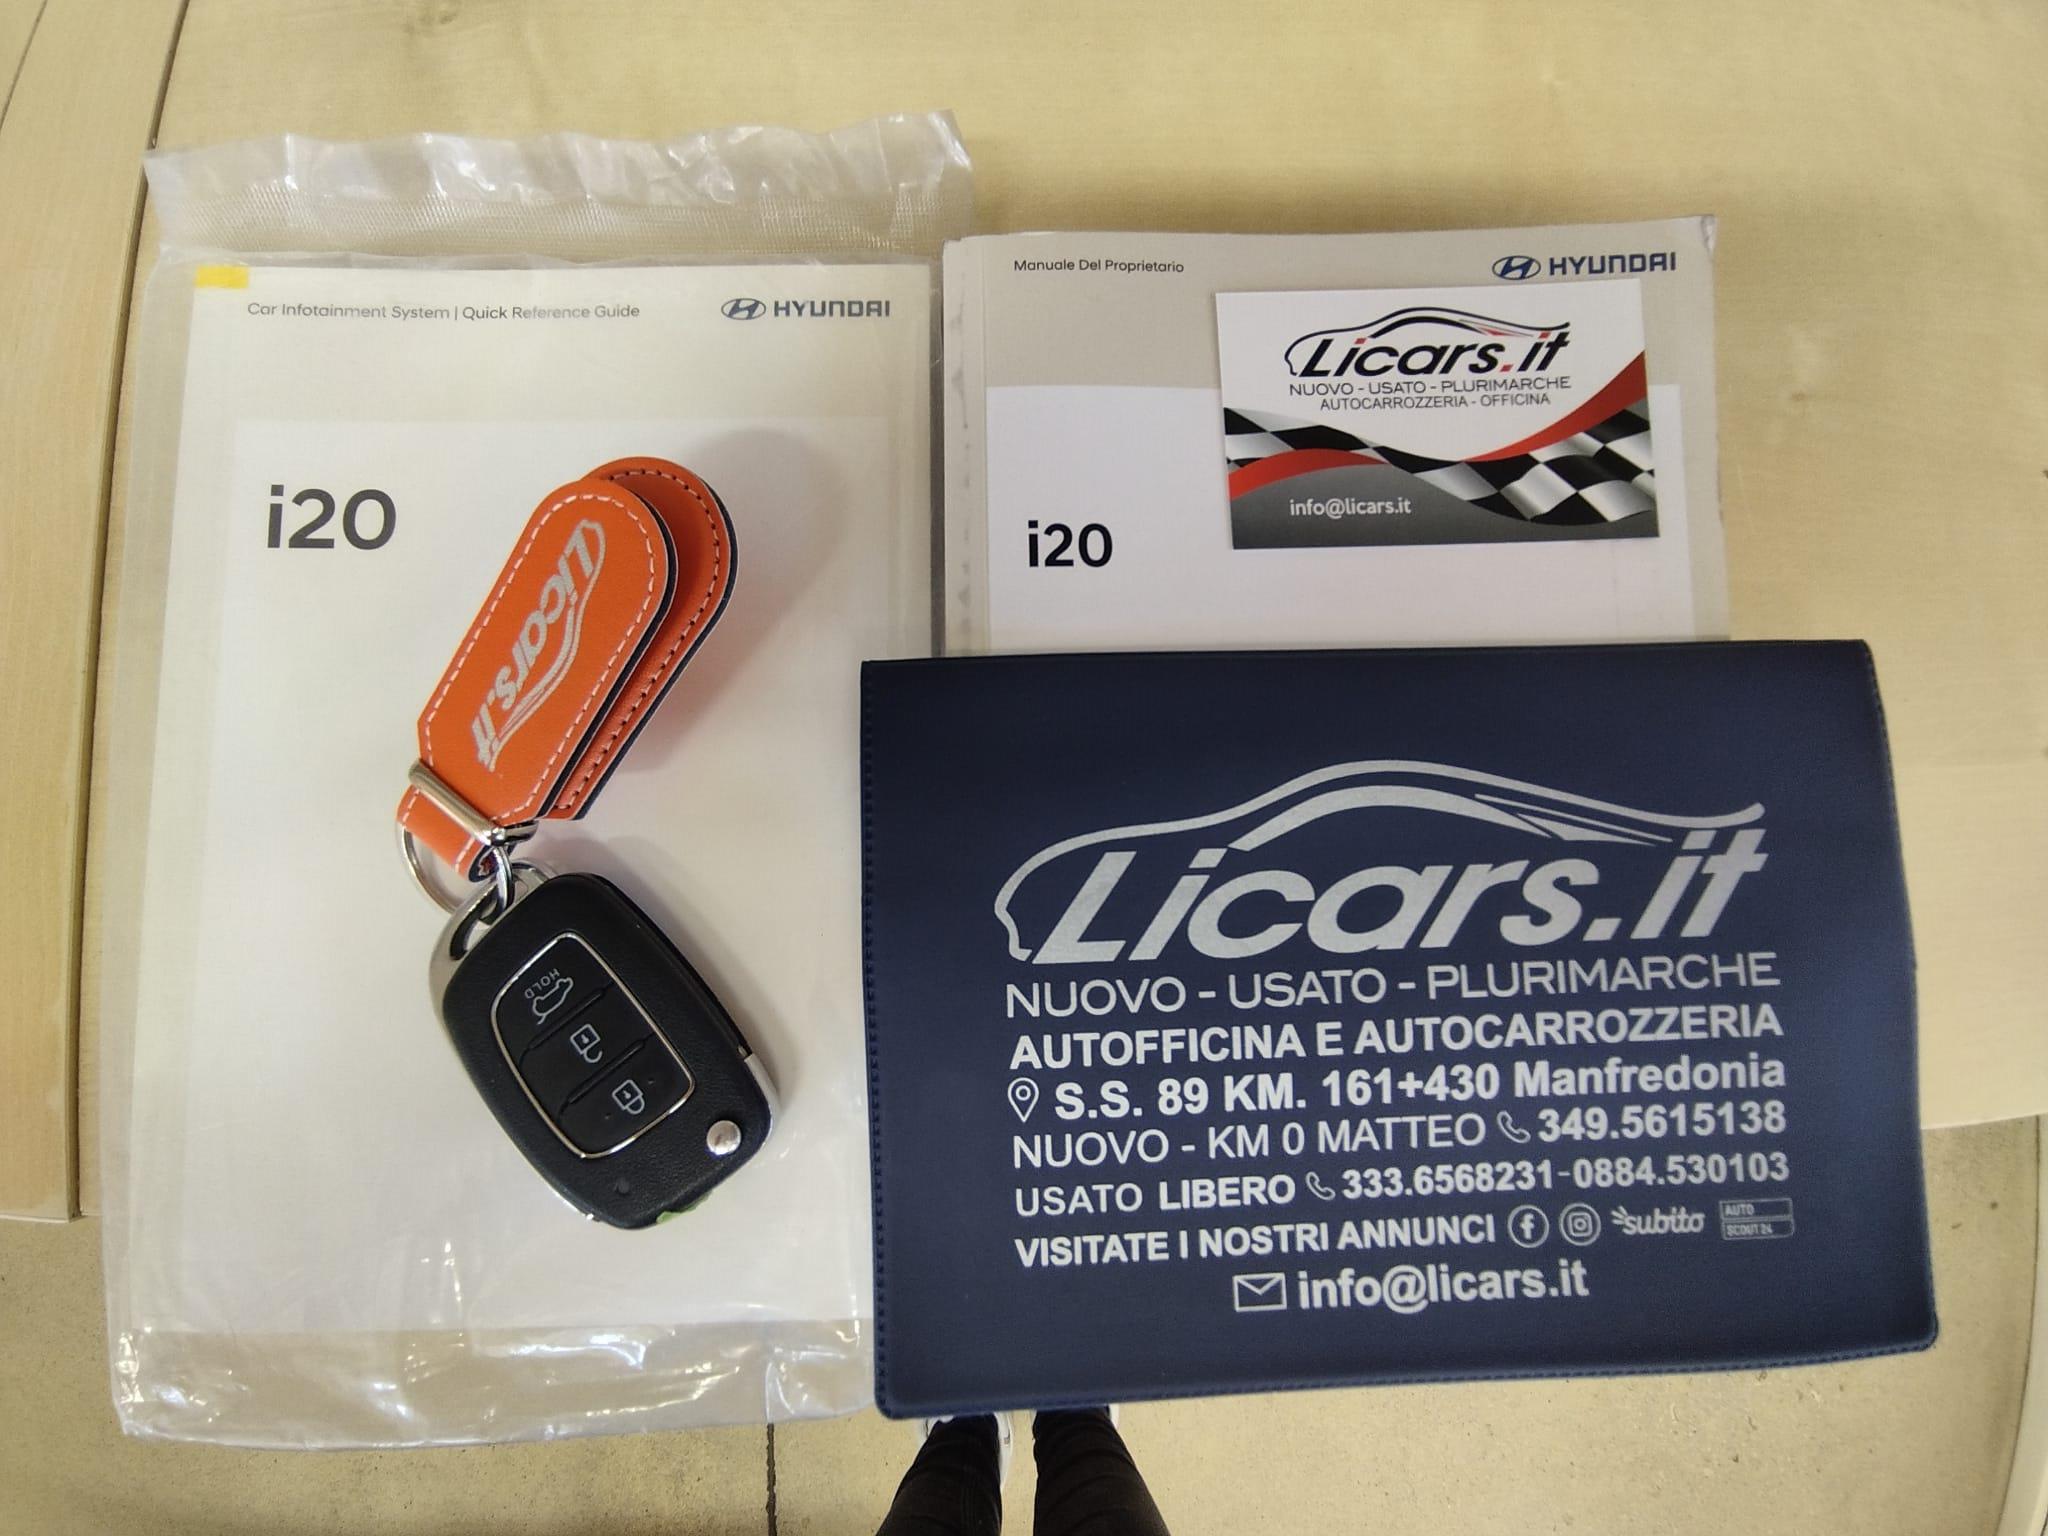 Car Infotainment System | Quick Reference Guide
HYUNDAI
i20
Licars.it
HOLD
Manuale Del Proprietario
HYUNDAI
i20
Licars.it
NUOVO - USATO - PLURIMARCHE
AUTOCARROZZERIA - OFFICINA
info@licars.it
Licars.it
NUOVO - USATO - PLURIMARCHE
AUTOFFICINA E AUTOCARROZZERIA
S.S. 89 KM. 161+430 Manfredonia
NUOVO - KM 0 MATTEO 349.5615138
USATO LIBERO 333.6568231-0884.530103
VISITATE I NOSTRI ANNUNCI subito AUTO SCOUT24
info@licars.it